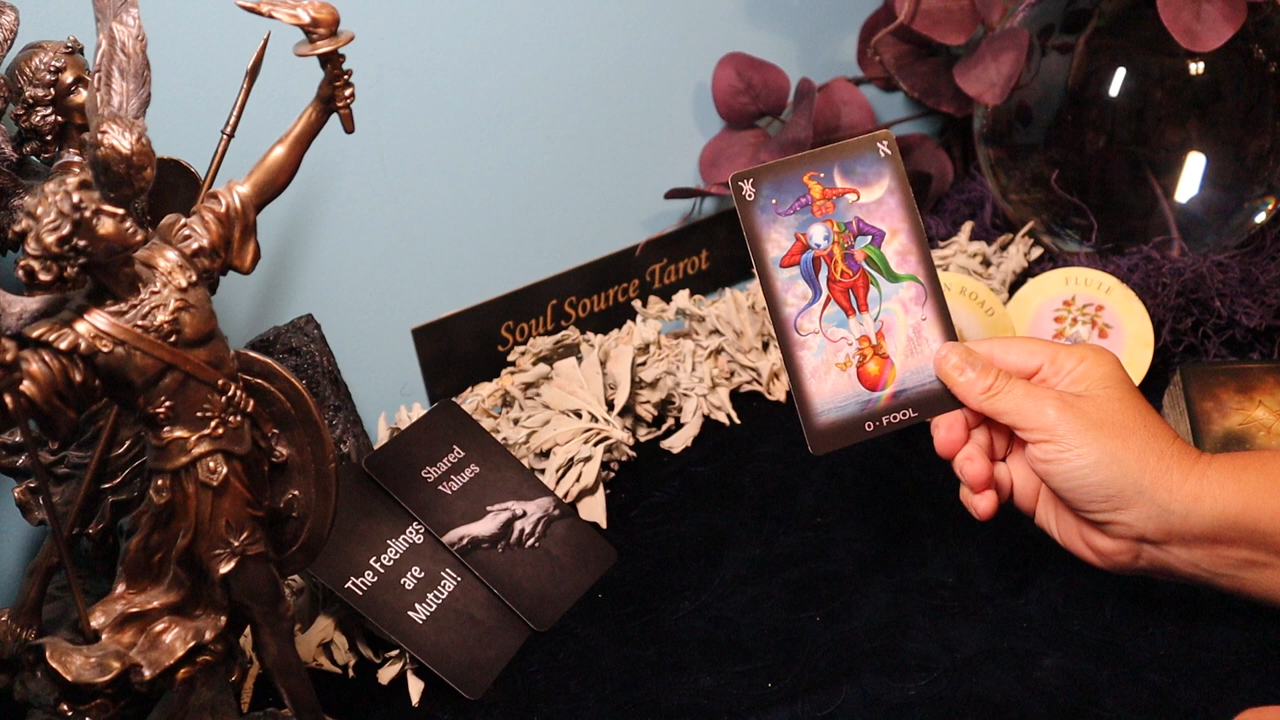 Soul Source Tarot
א
0·FOOL
N ROAD
FLUTE
Shared
Values
The Feelings
are
Mutual!